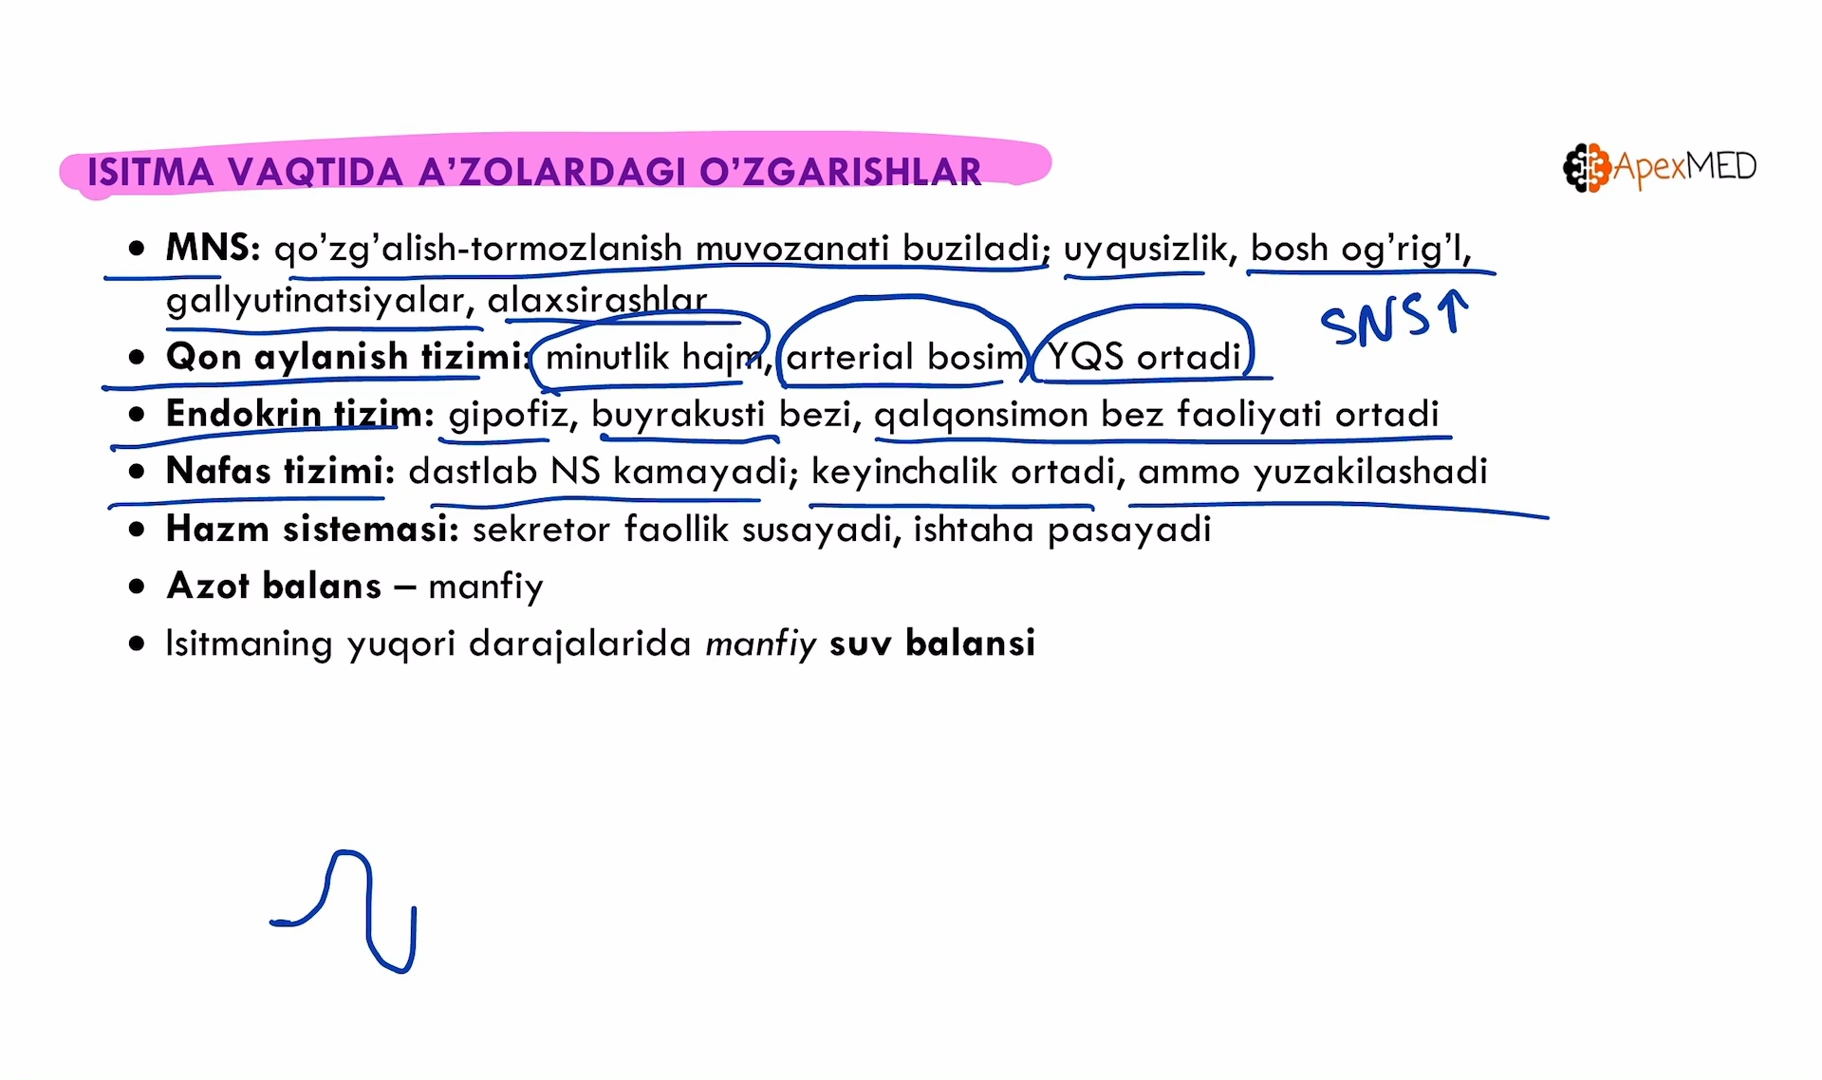 ISITMA VAQTIDA A’ZOLARDAGI O’ZGARISHLAR
ApexMED
• MNS: qo’zg’alish-tormozlanish muvozanati buziladi; uyqusizlik, bosh og’rig’l,
gallyutinatsiyalar, alaxsirashlar
SNS↑
• Qon aylanish tizimi: minutlik hajm, arterial bosim, YQS ortadi
• Endokrin tizim: gipofiz, buyrakusti bezi, qalqonsimon bez faoliyati ortadi
• Nafas tizimi: dastlab NS kamayadi; keyinchalik ortadi, ammo yuzakilashadi
• Hazm sistemasi: sekretor faollik susayadi, ishtaha pasayadi
• Azot balans – manfiy
• Isitmaning yuqori darajalarida manfiy suv balansi